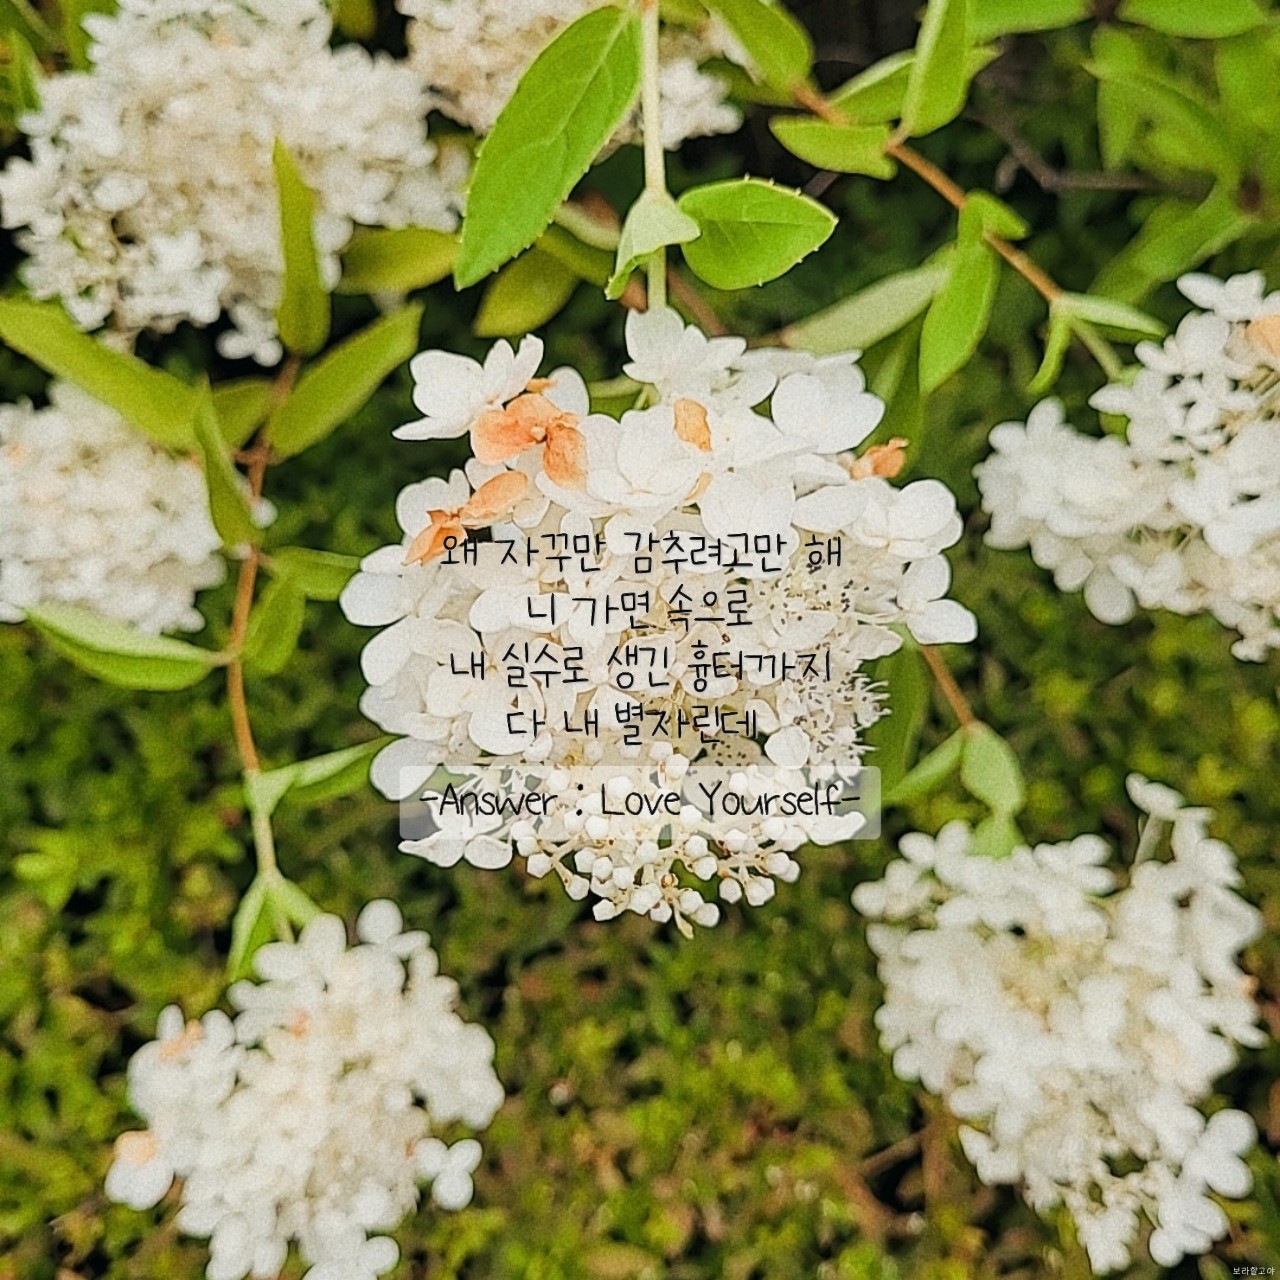 왜 자꾸만 감추려고만 해
니 가면 속으로
내 실수로 생긴 흉터까지
다 내 별자린데
-Answer : Love Yourself-
보라할고야